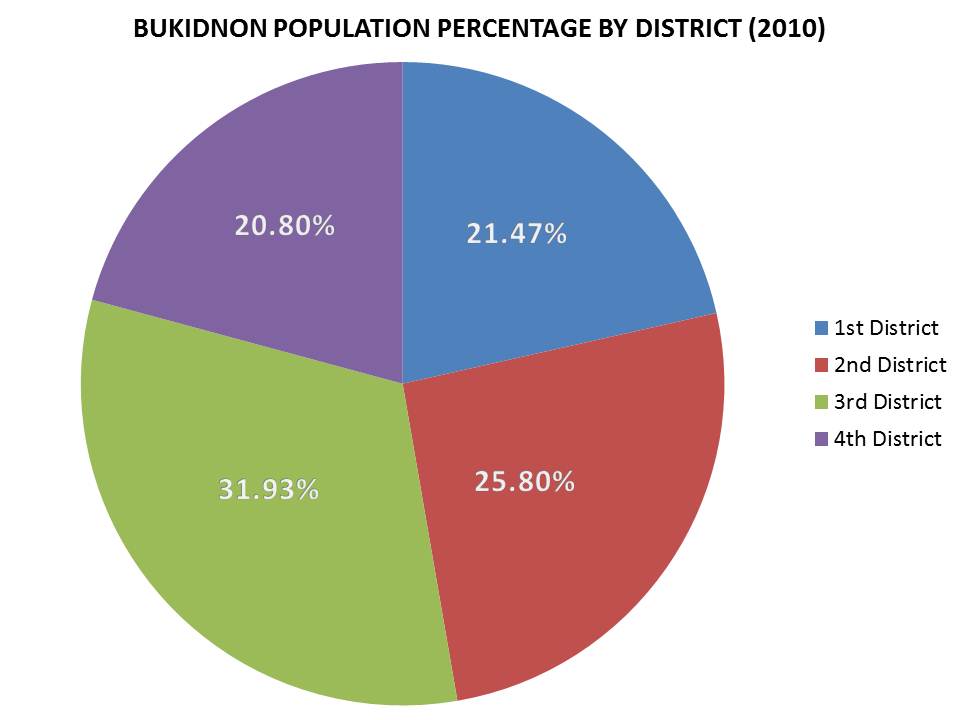 BUKIDNON POPULATION PERCENTAGE BY DISTRICT (2010)
20.80%
21.47%
31.93%
25.80%
1st District
2nd District
3rd District
4th District